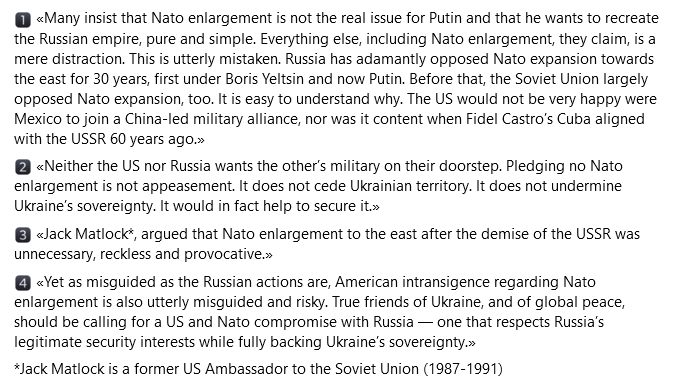 1 «Many insist that Nato enlargement is not the real issue for Putin and that he wants to recreate
the Russian empire, pure and simple. Everything else, including Nato enlargement, they claim, is a
mere distraction. This is utterly mistaken. Russia has adamantly opposed Nato expansion towards
the east for 30 years, first under Boris Yeltsin and now Putin. Before that, the Soviet Union largely
opposed Nato expansion, too. It is easy to understand why. The US would not be very happy were
Mexico to join a China-led military alliance, nor was it content when Fidel Castro’s Cuba aligned
with the USSR 60 years ago.»
2 «Neither the US nor Russia wants the other’s military on their doorstep. Pledging no Nato
enlargement is not appeasement. It does not cede Ukrainian territory. It does not undermine
Ukraine’s sovereignty. It would in fact help to secure it.»
3 «Jack Matlock*, argued that Nato enlargement to the east after the demise of the USSR was
unnecessary, reckless and provocative.»
4 «Yet as misguided as the Russian actions are, American intransigence regarding Nato
enlargement is also utterly misguided and risky. True friends of Ukraine, and of global peace,
should be calling for a US and Nato compromise with Russia — one that respects Russia’s
legitimate security interests while fully backing Ukraine’s sovereignty.»
*Jack Matlock is a former US Ambassador to the Soviet Union (1987-1991)